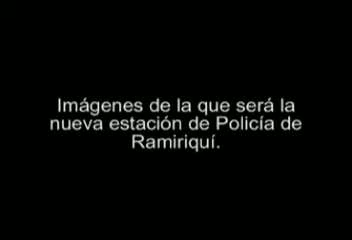 Imágenes de la que será la
nueva estación de Policía de
Ramiriquí.